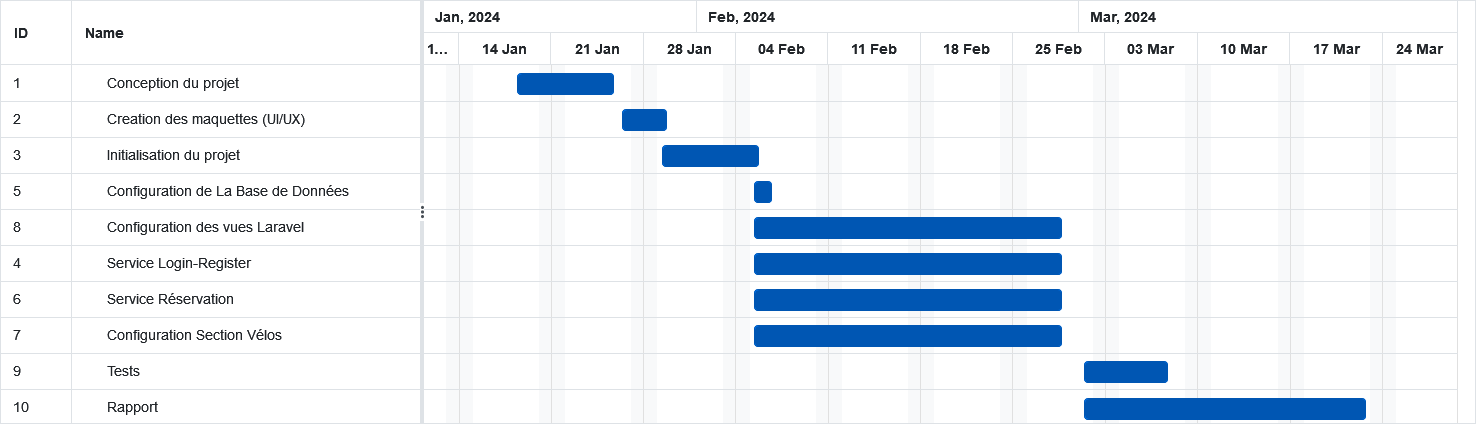 ID Name Jan, 2024 Feb, 2024 Mar, 2024
1... 14 Jan 21 Jan 28 Jan 04 Feb 11 Feb 18 Feb 25 Feb 03 Mar 10 Mar 17 Mar 24 Mar
1 Conception du projet
2 Creation des maquettes (UI/UX)
3 Initialisation du projet
5 Configuration de La Base de Données
8 Configuration des vues Laravel
4 Service Login-Register
6 Service Réservation
7 Configuration Section Vélos
9 Tests
10 Rapport